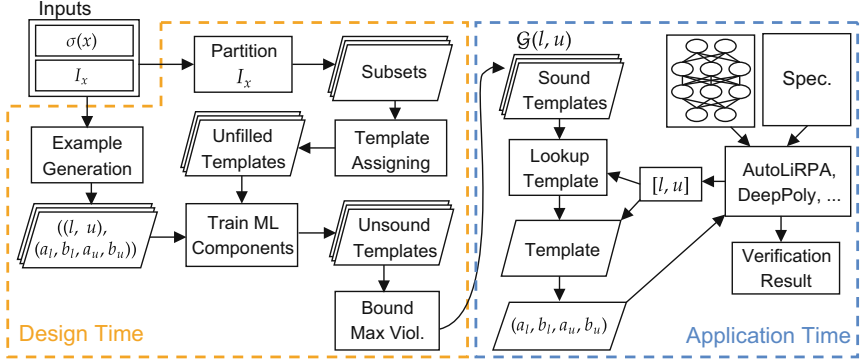 Inputs
σ(x)
I_x
Partition
I_x
Subsets
Example
Generation
Unfilled
Templates
Template
Assigning
((l, u),
(a_l, b_l, a_u, b_u))
Train ML
Components
Unsound
Templates
Bound
Max Viol.
Design Time
𝒢(l, u)
Sound
Templates
Spec.
Lookup
Template
[l, u]
AutoLiRPA,
DeepPoly, ...
Template
Verification
Result
(a_l, b_l, a_u, b_u)
Application Time